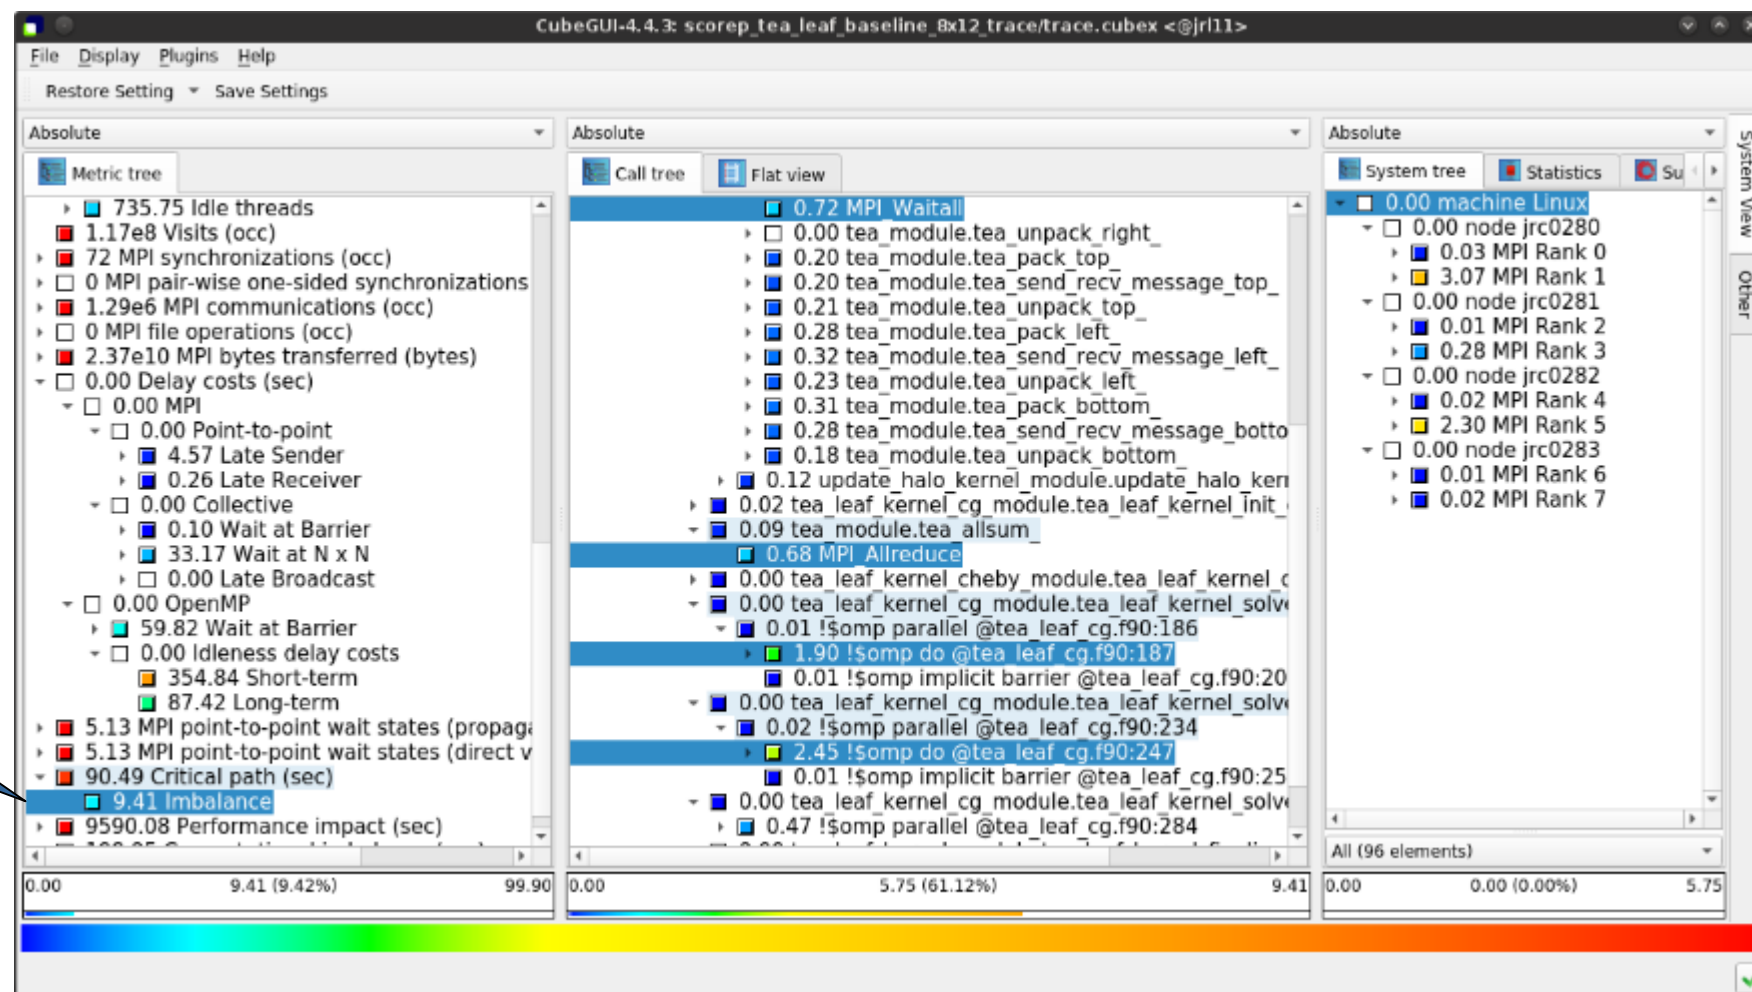 CubeGUI-4.4.3: scorep_tea_leaf_baseline_8x12_trace/trace.cubex <@jrl11>
File Display Plugins Help
Restore Setting Save Settings
Absolute
Metric tree
735.75 Idle threads
1.17e8 Visits (occ)
72 MPI synchronizations (occ)
0 MPI pair-wise one-sided synchronizations
1.29e6 MPI communications (occ)
0 MPI file operations (occ)
2.37e10 MPI bytes transferred (bytes)
0.00 Delay costs (sec)
0.00 MPI
0.00 Point-to-point
4.57 Late Sender
0.26 Late Receiver
0.00 Collective
0.10 Wait at Barrier
33.17 Wait at N x N
0.00 Late Broadcast
0.00 OpenMP
59.82 Wait at Barrier
0.00 Idleness delay costs
354.84 Short-term
87.42 Long-term
5.13 MPI point-to-point wait states (propag
5.13 MPI point-to-point wait states (direct v
90.49 Critical path (sec)
9.41 Imbalance
9590.08 Performance impact (sec)
0.00 9.41 (9.42%) 99.90
Absolute
Call tree Flat view
0.72 MPI_Waitall
0.00 tea_module.tea_unpack_right_
0.20 tea_module.tea_pack_top_
0.20 tea_module.tea_send_recv_message_top_
0.21 tea_module.tea_unpack_top_
0.28 tea_module.tea_pack_left_
0.32 tea_module.tea_send_recv_message_left_
0.23 tea_module.tea_unpack_left_
0.31 tea_module.tea_pack_bottom_
0.28 tea_module.tea_send_recv_message_botto
0.18 tea_module.tea_unpack_bottom_
0.12 update_halo_kernel_module.update_halo_kern
0.02 tea_leaf_kernel_cg_module.tea_leaf_kernel_init_
0.09 tea_module.tea_allsum_
0.68 MPI_Allreduce
0.00 tea_leaf_kernel_cheby_module.tea_leaf_kernel_c
0.00 tea_leaf_kernel_cg_module.tea_leaf_kernel_solve
0.01 !$omp parallel @tea_leaf_cg.f90:186
1.90 !$omp do @tea_leaf_cg.f90:187
0.01 !$omp implicit barrier @tea_leaf_cg.f90:20
0.00 tea_leaf_kernel_cg_module.tea_leaf_kernel_solve
0.02 !$omp parallel @tea_leaf_cg.f90:234
2.45 !$omp do @tea_leaf_cg.f90:247
0.01 !$omp implicit barrier @tea_leaf_cg.f90:25
0.00 tea_leaf_kernel_cg_module.tea_leaf_kernel_solve
0.47 !$omp parallel @tea_leaf_cg.f90:284
0.00 5.75 (61.12%) 9.41
Absolute
System tree Statistics Su
0.00 machine Linux
0.00 node jrc0280
0.03 MPI Rank 0
3.07 MPI Rank 1
0.00 node jrc0281
0.01 MPI Rank 2
0.28 MPI Rank 3
0.00 node jrc0282
0.02 MPI Rank 4
2.30 MPI Rank 5
0.00 node jrc0283
0.01 MPI Rank 6
0.02 MPI Rank 7
All (96 elements)
0.00 0.00 (0.00%) 5.75
System View
Other